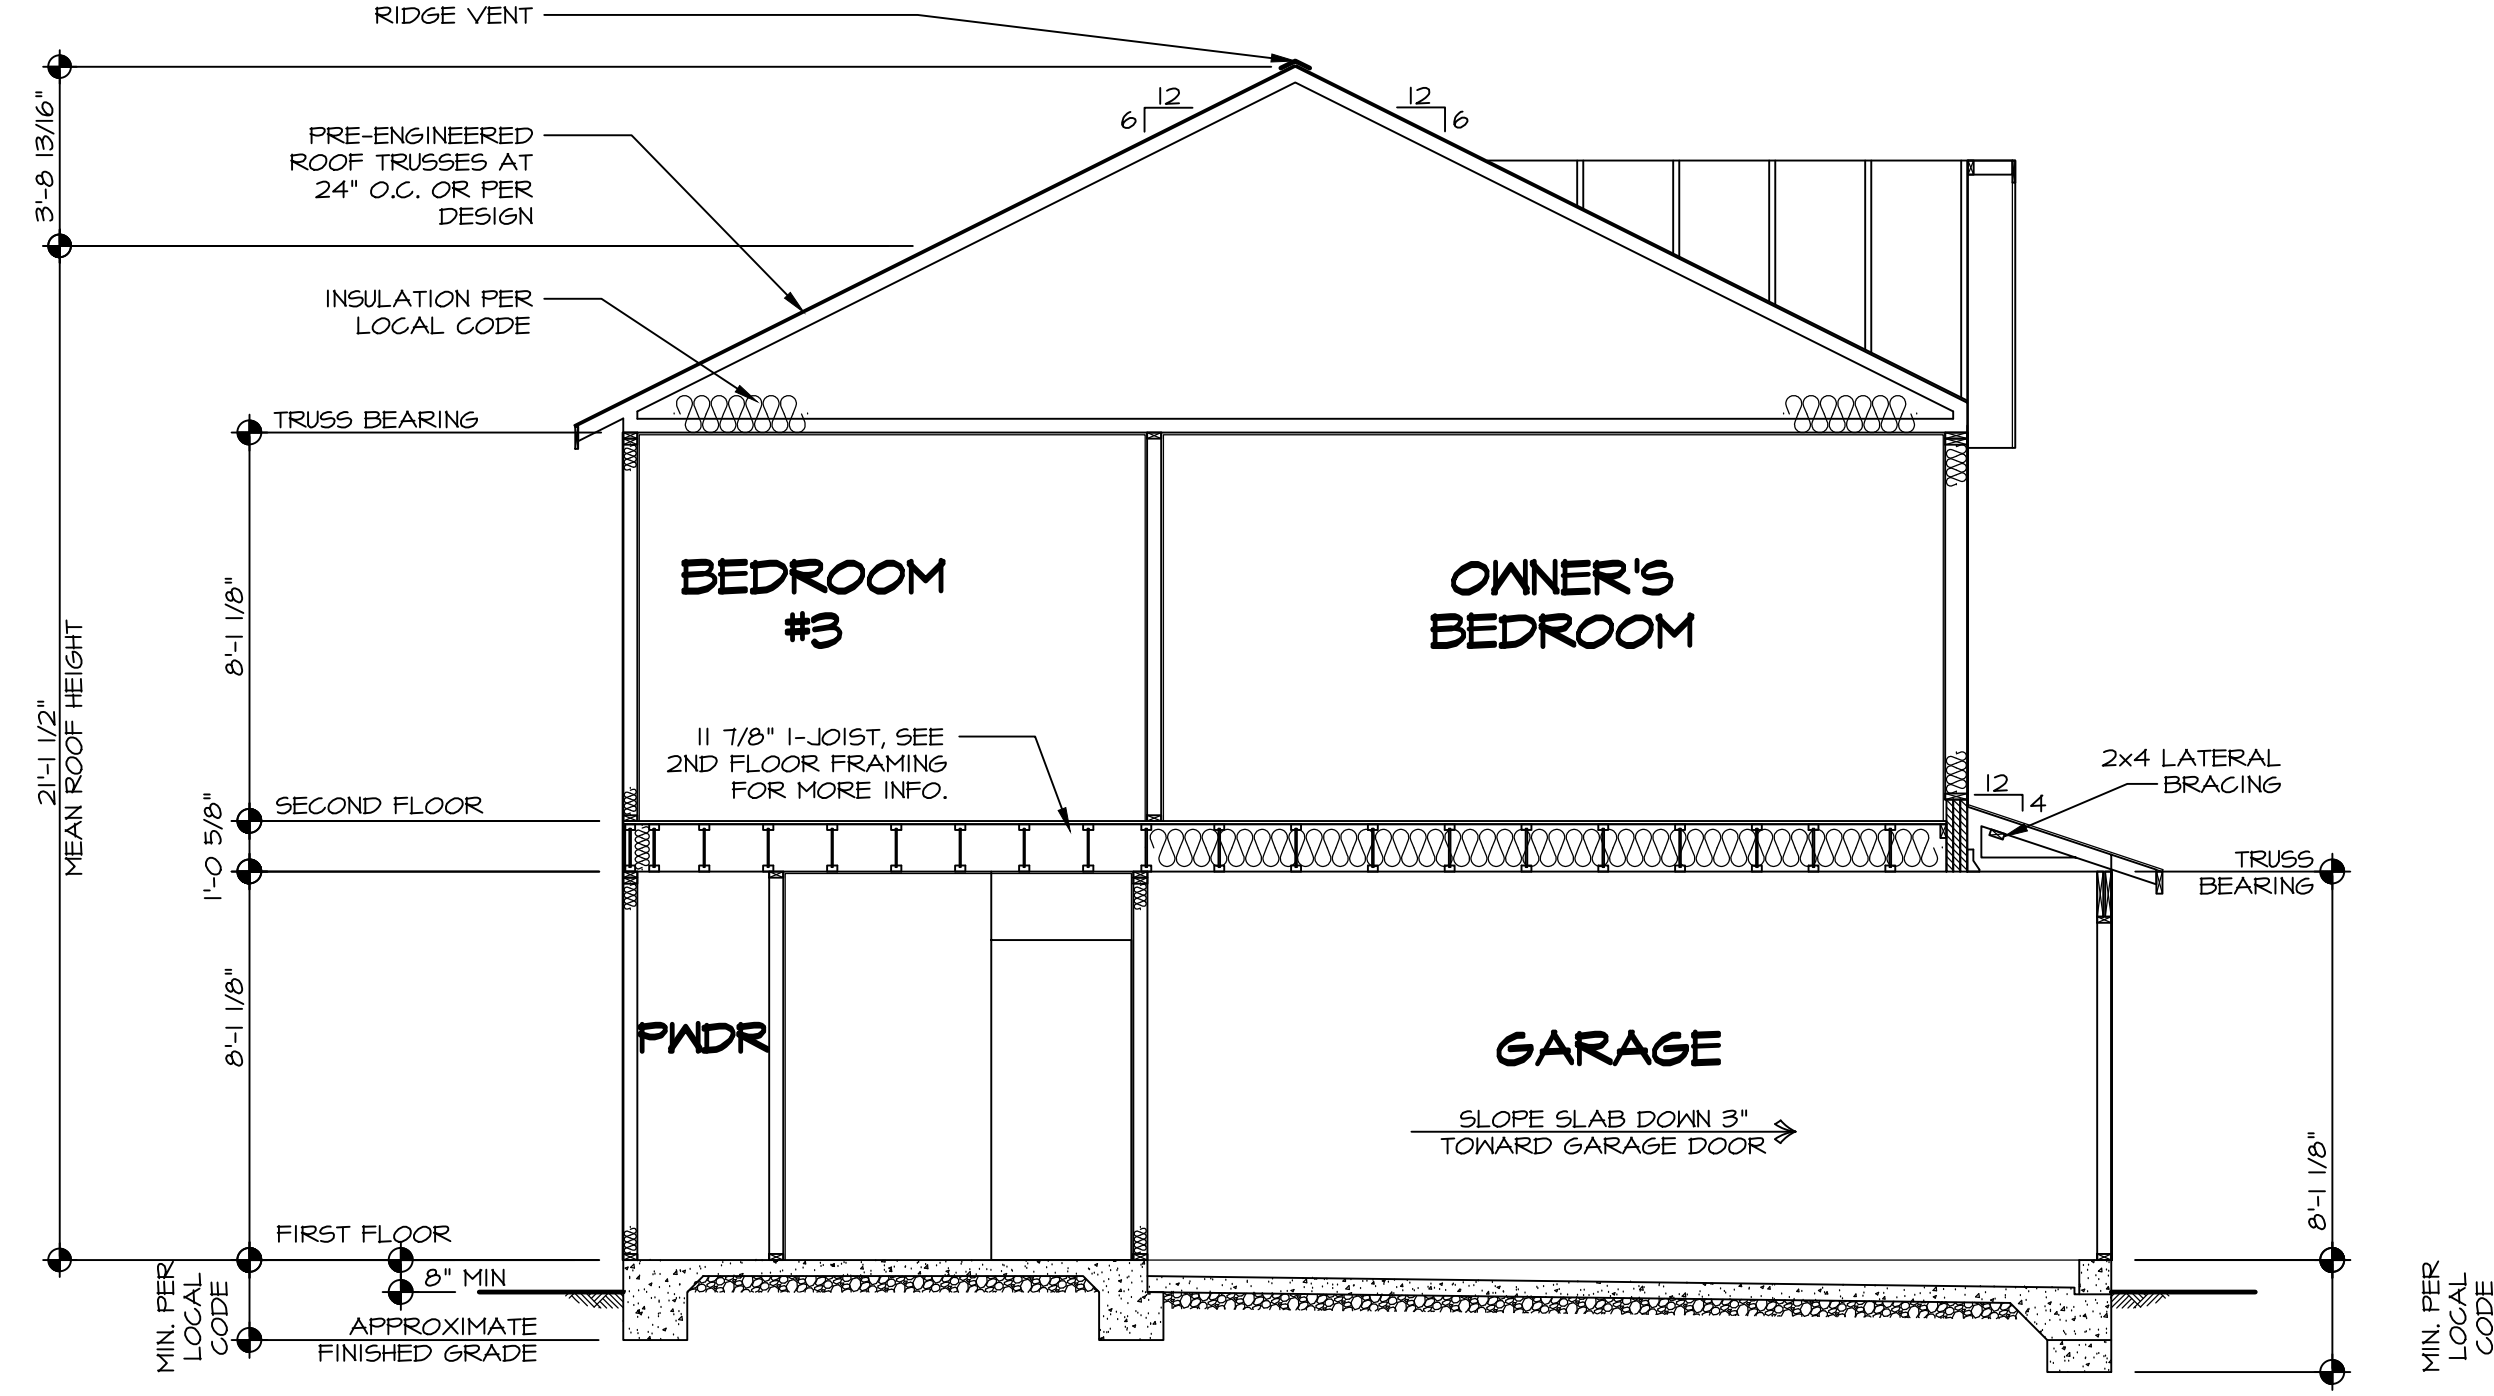 RIDGE VENT
12
6
12
6
3'-8 13/16"
PRE-ENGINEERED
ROOF TRUSSES AT
24" O.C. OR PER
DESIGN
INSULATION PER
LOCAL CODE
TRUSS BEARING
8'-1 1/8"
BEDROOM
#3
OWNER'S
BEDROOM
21'-1 1/2"
MEAN ROOF HEIGHT
11 7/8" I-JOIST, SEE
2ND FLOOR FRAMING
FOR MORE INFO.
2x4 LATERAL
BRACING
12
4
SECOND FLOOR
1'-0 5/8"
TRUSS
BEARING
8'-1 1/8"
PWDR
GARAGE
SLOPE SLAB DOWN 3"
TOWARD GARAGE DOOR
8'-1 1/8"
FIRST FLOOR
8" MIN
MIN. PER
LOCAL
CODE
APPROXIMATE
FINISHED GRADE
MIN. PER
LOCAL
CODE